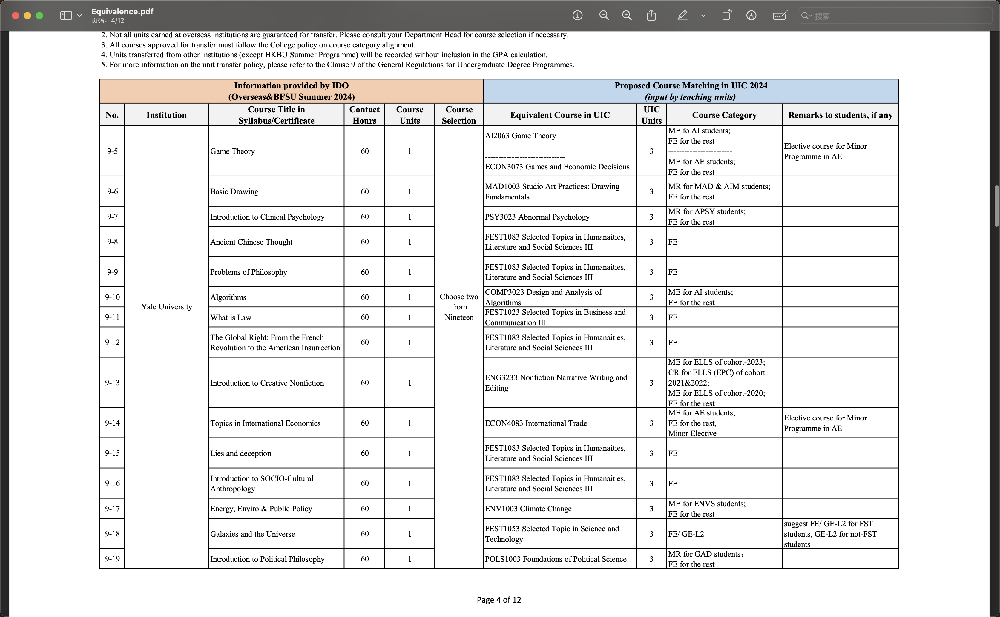 Equivalence.pdf
页码：4/12
搜索
2. Not all units earned at overseas institutions are guaranteed for transfer. Please consult your Department Head for course selection if necessary.
3. All courses approved for transfer must follow the College policy on course category alignment.
4. Units transferred from other institutions (except HKBU Summer Programme) will be recorded without inclusion in the GPA calculation.
5. For more information on the unit transfer policy, please refer to the Clause 9 of the General Regulations for Undergraduate Degree Programmes.
Information provided by IDO
(Overseas&BFSU Summer 2024)
Proposed Course Matching in UIC 2024
(input by teaching units)
No.
Institution
Course Title in
Syllabus/Certificate
Contact
Hours
Course
Units
Course
Selection
Equivalent Course in UIC
UIC
Units
Course Category
Remarks to students, if any
Yale University
Choose two
from
Nineteen
9-5
Game Theory
60
1
AI2063 Game Theory
------------------------------
ECON3073 Games and Economic Decisions
3
ME fo AI students;
FE for the rest
------------------------
ME for AE students;
FE for the rest
Elective course for Minor
Programme in AE
9-6
Basic Drawing
60
1
MAD1003 Studio Art Practices: Drawing
Fundamentals
3
MR for MAD & AIM students;
FE for the rest
9-7
Introduction to Clinical Psychology
60
1
PSY3023 Abnormal Psychology
3
MR for APSY students;
FE for the rest
9-8
Ancient Chinese Thought
60
1
FEST1083 Selected Topics in Humanaities,
Literature and Social Sciences III
3
FE
9-9
Problems of Philosophy
60
1
FEST1083 Selected Topics in Humanaities,
Literature and Social Sciences III
3
FE
9-10
Algorithms
60
1
COMP3023 Design and Analysis of
Algorithms
3
ME for AI students;
FE for the rest
9-11
What is Law
60
1
FEST1023 Selected Topics in Business and
Communication III
3
FE
9-12
The Global Right: From the French
Revolution to the American Insurrection
60
1
FEST1083 Selected Topics in Humanaities,
Literature and Social Sciences III
3
FE
9-13
Introduction to Creative Nonfiction
60
1
ENG3233 Nonfiction Narrative Writing and
Editing
3
ME for ELLS of cohort-2023;
CR for ELLS (EPC) of cohort
2021&2022;
ME for ELLS of cohort-2020;
FE for the rest
9-14
Topics in International Economics
60
1
ECON4083 International Trade
3
ME for AE students,
FE for the rest,
Minor Elective
Elective course for Minor
Programme in AE
9-15
Lies and deception
60
1
FEST1083 Selected Topics in Humanaities,
Literature and Social Sciences III
3
FE
9-16
Introduction to SOCIO-Cultural
Anthropology
60
1
FEST1083 Selected Topics in Humanaities,
Literature and Social Sciences III
3
FE
9-17
Energy, Enviro & Public Policy
60
1
ENV1003 Climate Change
3
ME for ENVS students;
FE for the rest
9-18
Galaxies and the Universe
60
1
FEST1053 Selected Topic in Science and
Technology
3
FE/ GE-L2
suggest FE/ GE-L2 for FST
students, GE-L2 for not-FST
students
9-19
Introduction to Political Philosophy
60
1
POLS1003 Foundations of Political Science
3
MR for GAD students；
FE for the rest
Page 4 of 12